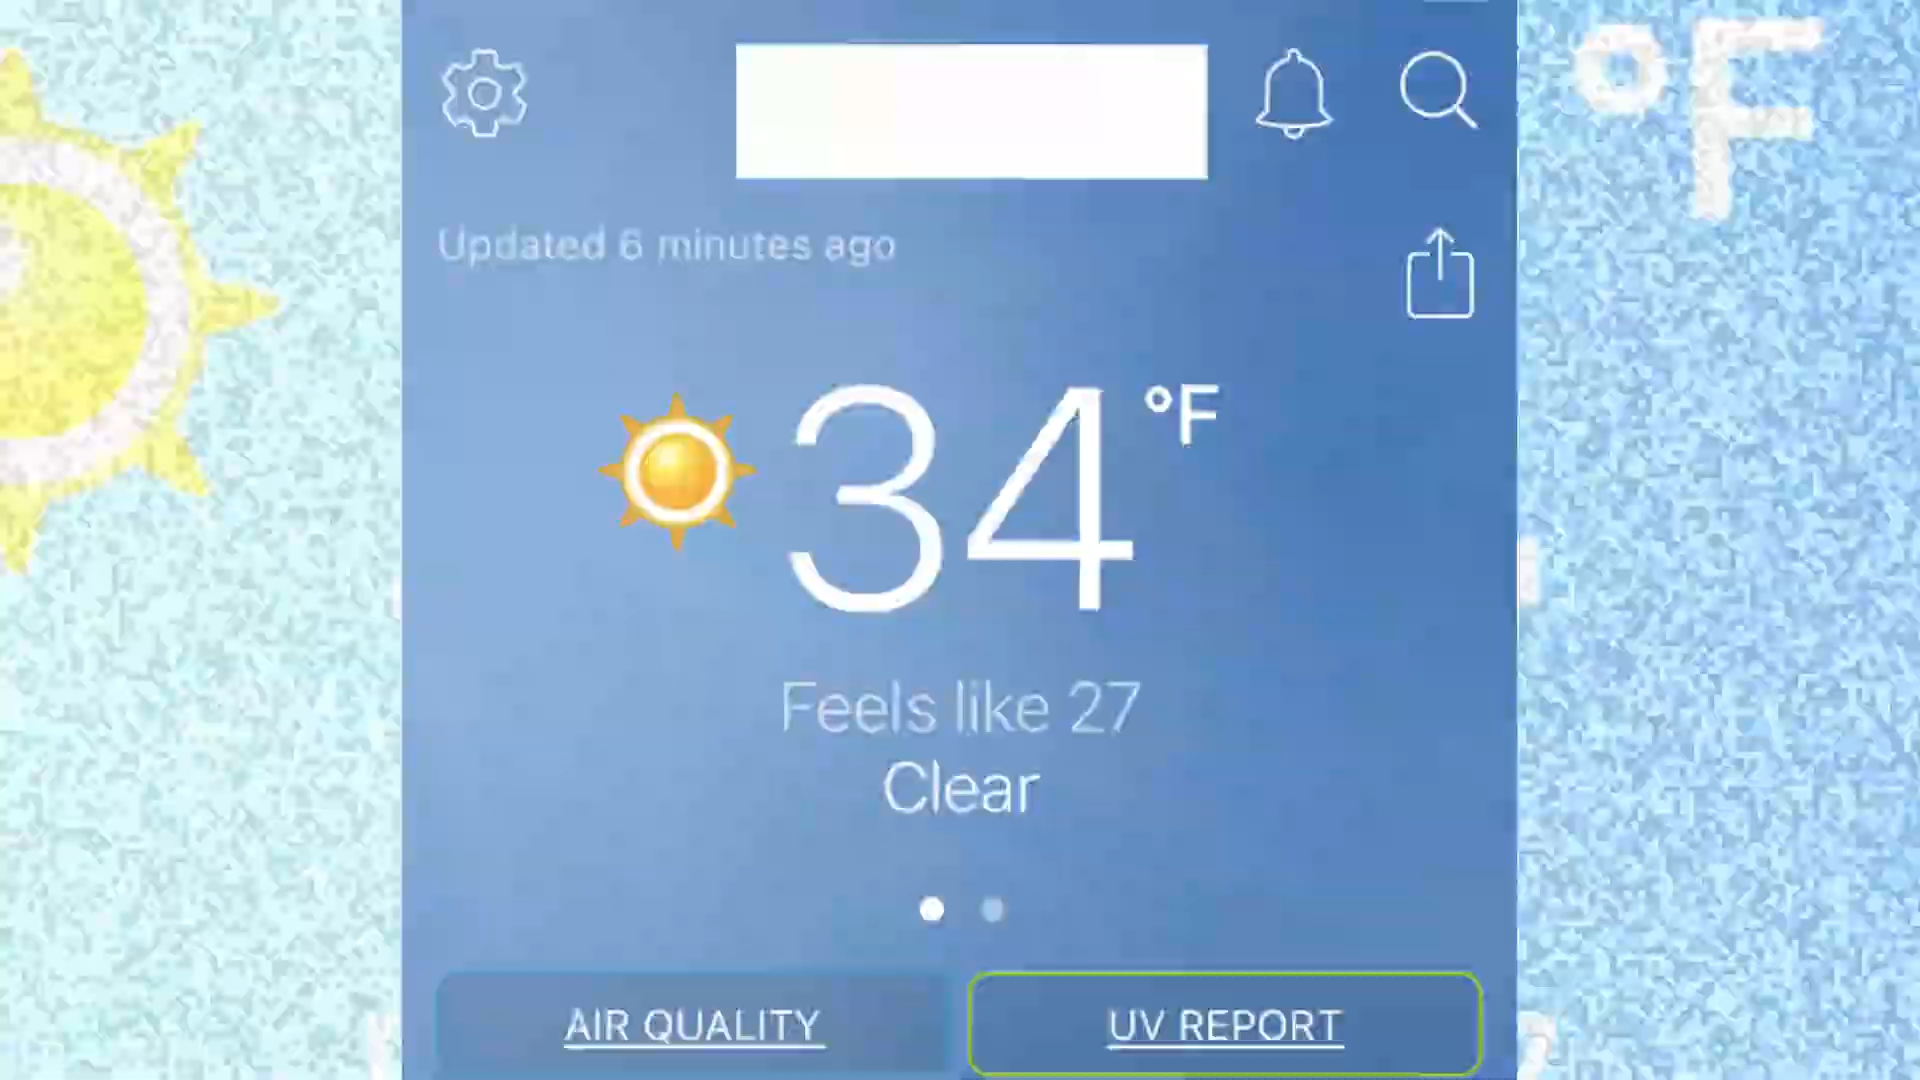 °F
Updated 6 minutes ago
34 °F
Feels like 27
Clear
AIR QUALITY
UV REPORT